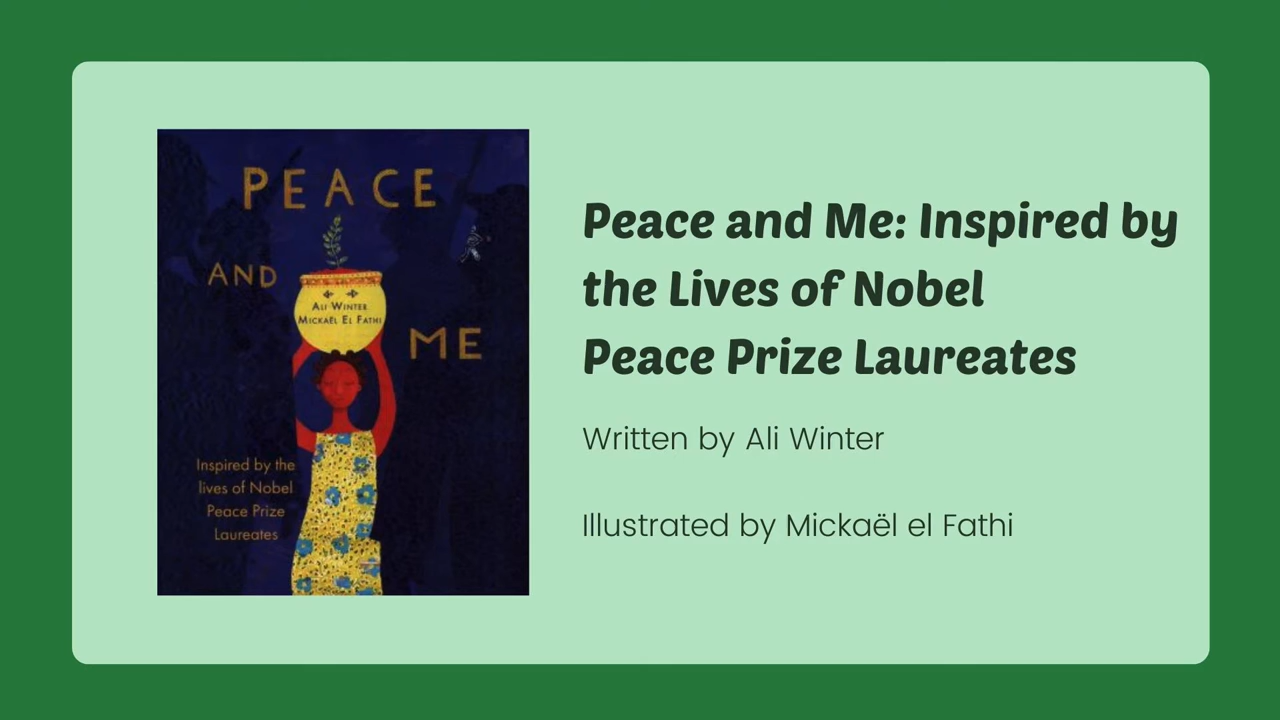 PEACE
AND
ALI WINTER
MICKAËL EL FATHI
ME
Inspired by the
lives of Nobel
Peace Prize
Laureates
Peace and Me: Inspired by
the Lives of Nobel
Peace Prize Laureates
Written by Ali Winter
Illustrated by Mickaël el Fathi